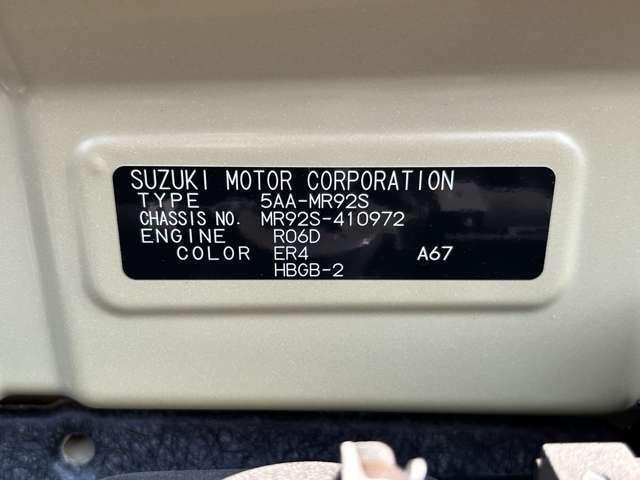 SUZUKI MOTOR CORPORATION
TYPE 5AA-MR92S
CHASSIS NO. MR92S-410972
ENGINE R06D
COLOR ER4 A67
HBGB-2